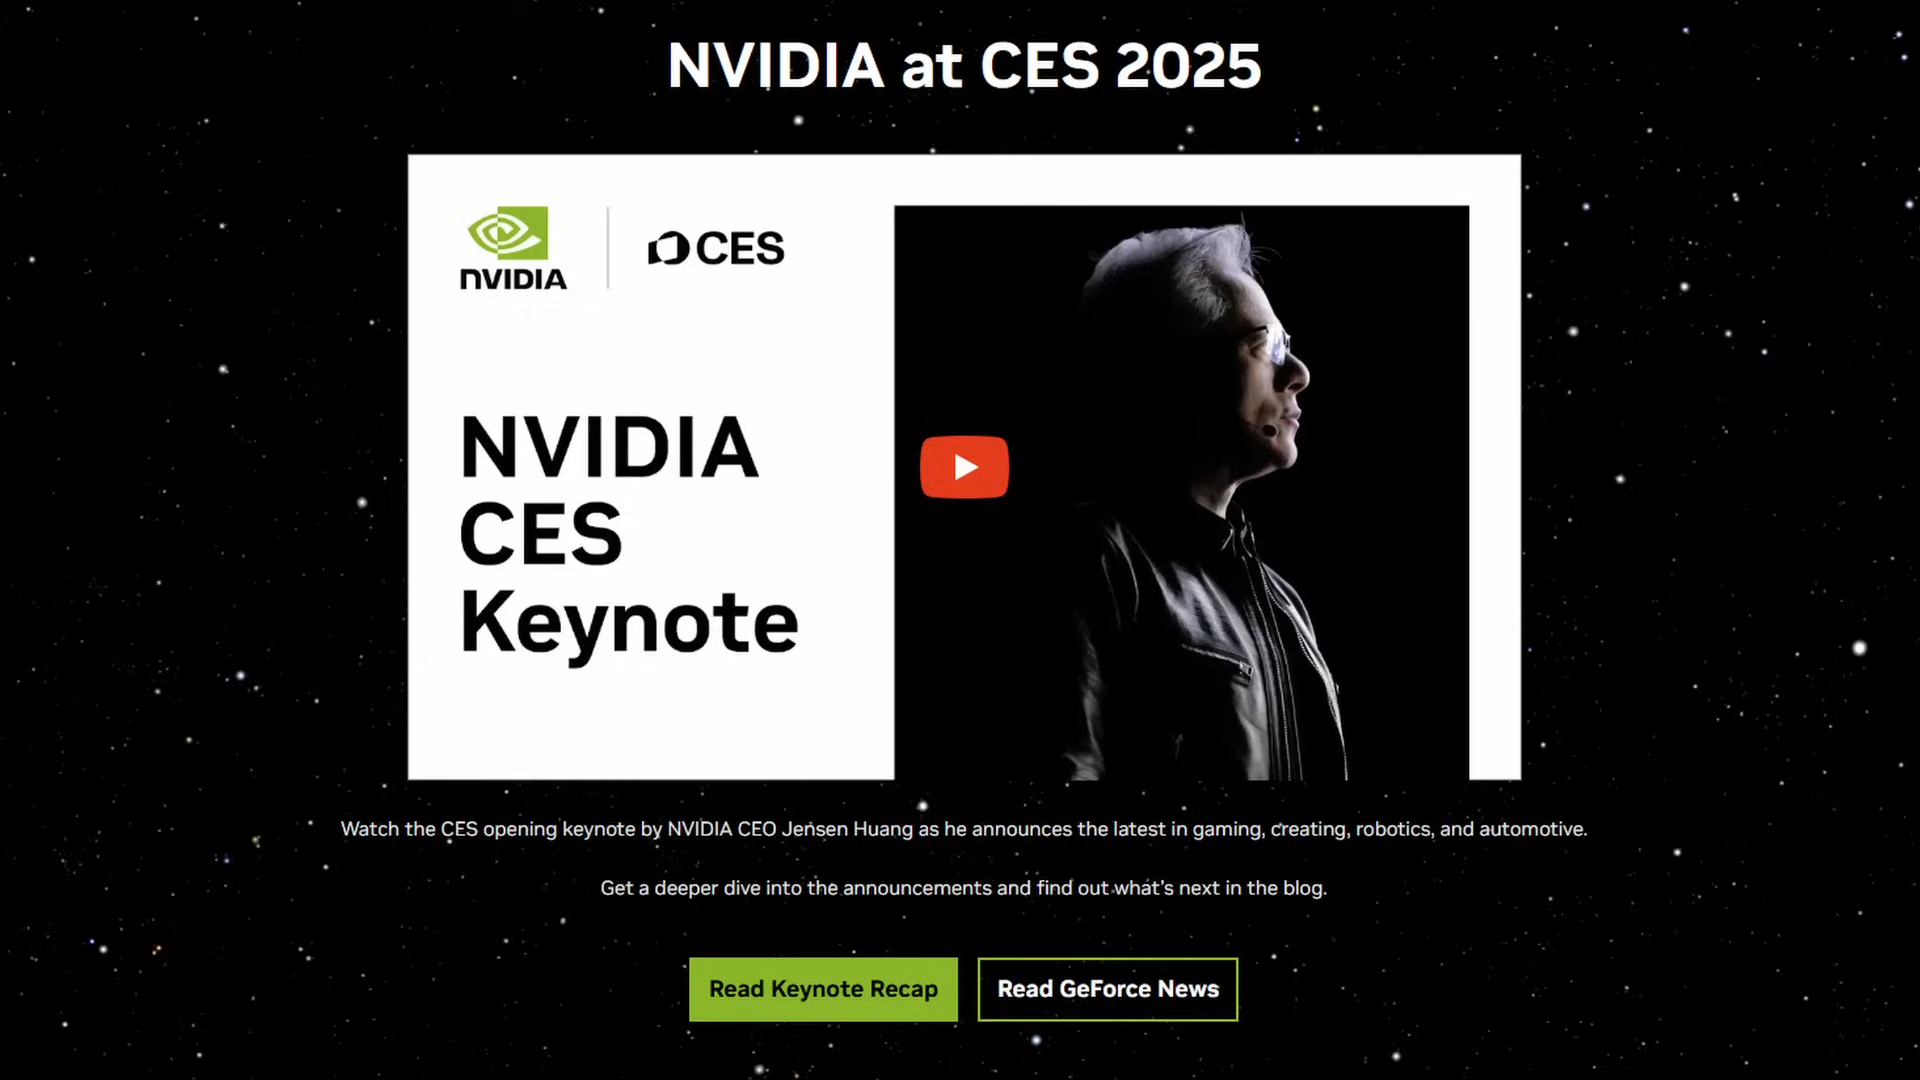 NVIDIA at CES 2025
NVIDIA
CES
NVIDIA
CES
Keynote
Watch the CES opening keynote by NVIDIA CEO Jensen Huang as he announces the latest in gaming, creating, robotics, and automotive.
Get a deeper dive into the announcements and find out what's next in the blog.
Read Keynote Recap
Read GeForce News